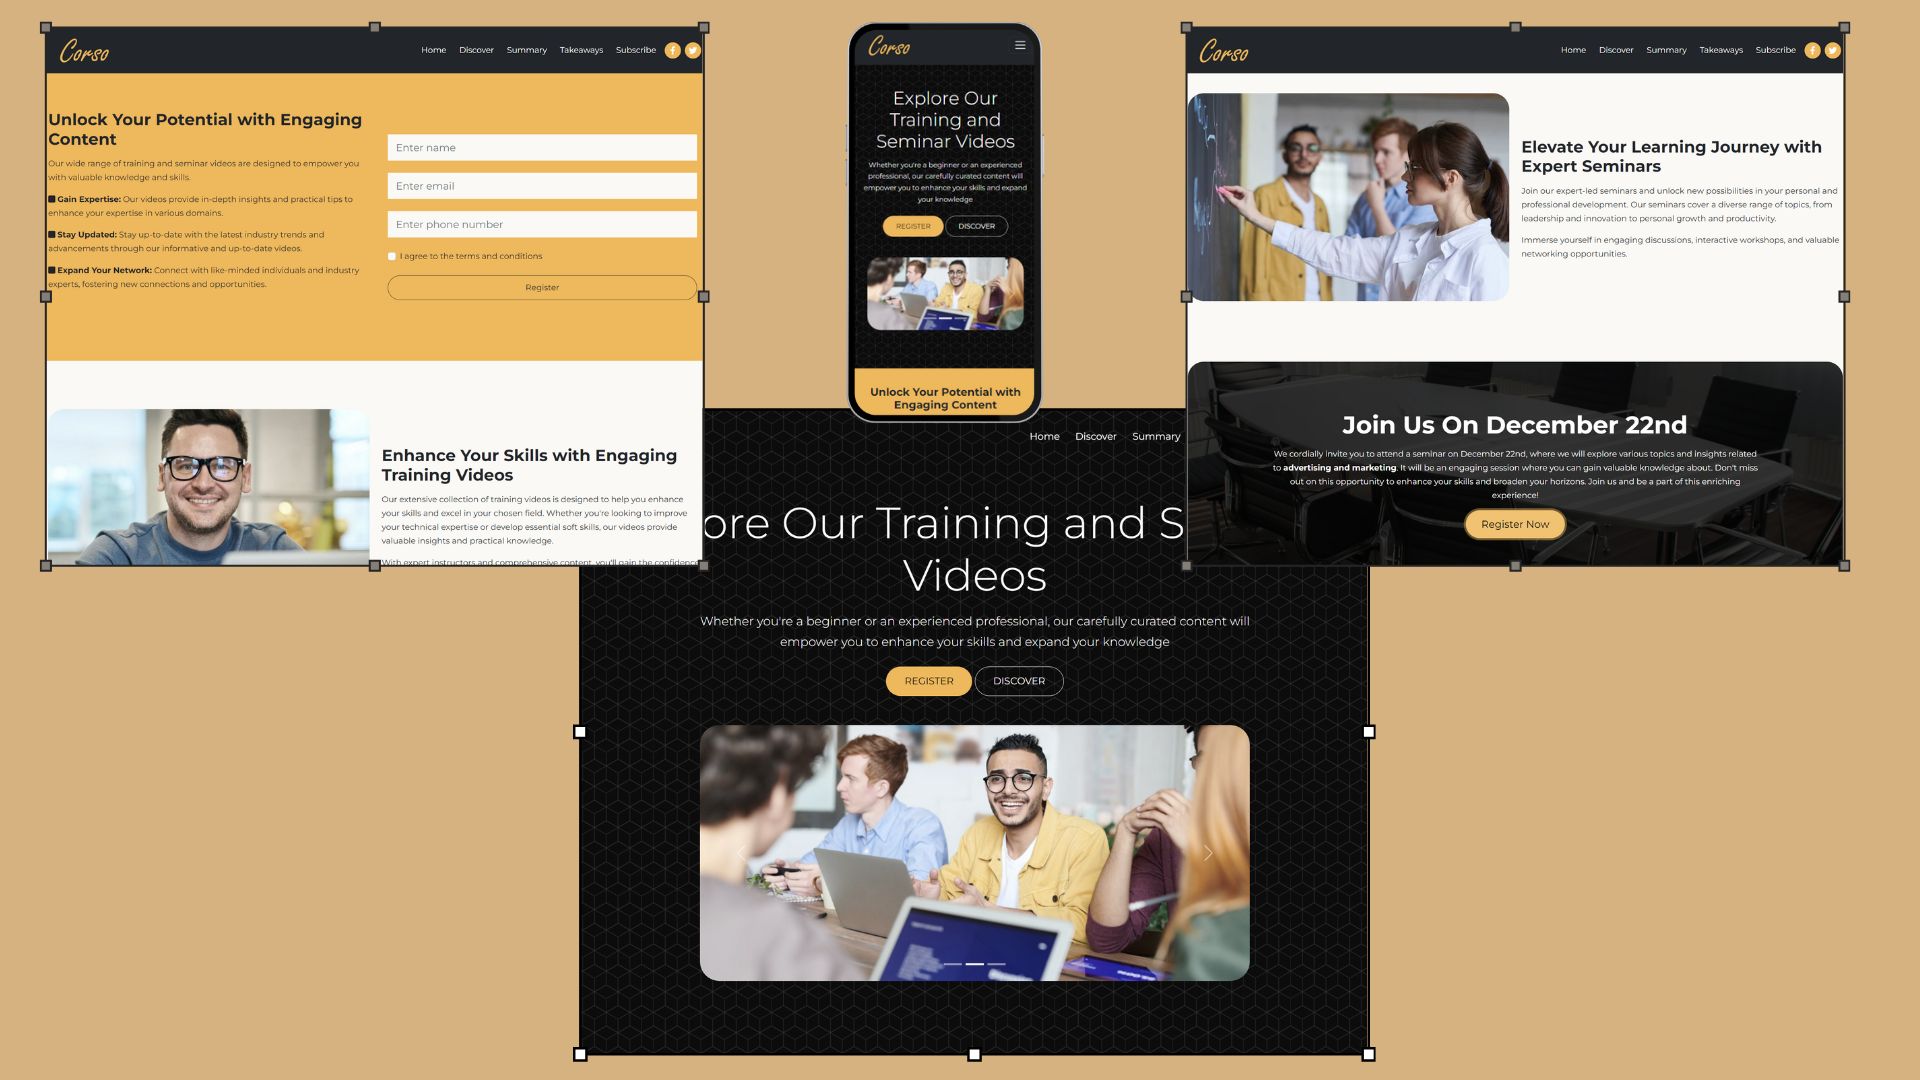 Corso
Home Discover Summary Takeaways Subscribe
Unlock Your Potential with Engaging
Content
Our wide range of training and seminar videos are designed to empower you
with valuable knowledge and skills.
Gain Expertise: Our videos provide in-depth insights and practical tips to
enhance your expertise in various domains.
Stay Updated: Stay up-to-date with the latest industry trends and
advancements through our informative and up-to-date videos.
Expand Your Network: Connect with like-minded individuals and industry
experts, fostering new connections and opportunities.
Enter name
Enter email
Enter phone number
I agree to the terms and conditions
Register
Enhance Your Skills with Engaging
Training Videos
Our extensive collection of training videos is designed to help you enhance
your skills and excel in your chosen field. Whether you're looking to improve
your technical expertise or develop essential soft skills, our videos provide
valuable insights and practical knowledge.
With expert instructors and comprehensive content, you'll gain the confidence
Corso
Explore Our
Training and
Seminar Videos
Whether you're a beginner or an experienced
professional, our carefully curated content will
empower you to enhance your skills and expand
your knowledge
REGISTER DISCOVER
Unlock Your Potential with
Engaging Content
Corso
Home Discover Summary Takeaways Subscribe
Elevate Your Learning Journey with
Expert Seminars
Join our expert-led seminars and unlock new possibilities in your personal and
professional development. Our seminars cover a diverse range of topics, from
leadership and innovation to personal growth and productivity.
Immerse yourself in engaging discussions, interactive workshops, and valuable
networking opportunities.
Join Us On December 22nd
We cordially invite you to attend a seminar on December 22nd, where we will explore various topics and insights related
to advertising and marketing. It will be an engaging session where you can gain valuable knowledge about. Don't miss
out on this opportunity to enhance your skills and broaden your horizons. Join us and be a part of this enriching
experience!
Register Now
Home Discover Summary
ore Our Training and S
Videos
Whether you're a beginner or an experienced professional, our carefully curated content will
empower you to enhance your skills and expand your knowledge
REGISTER DISCOVER